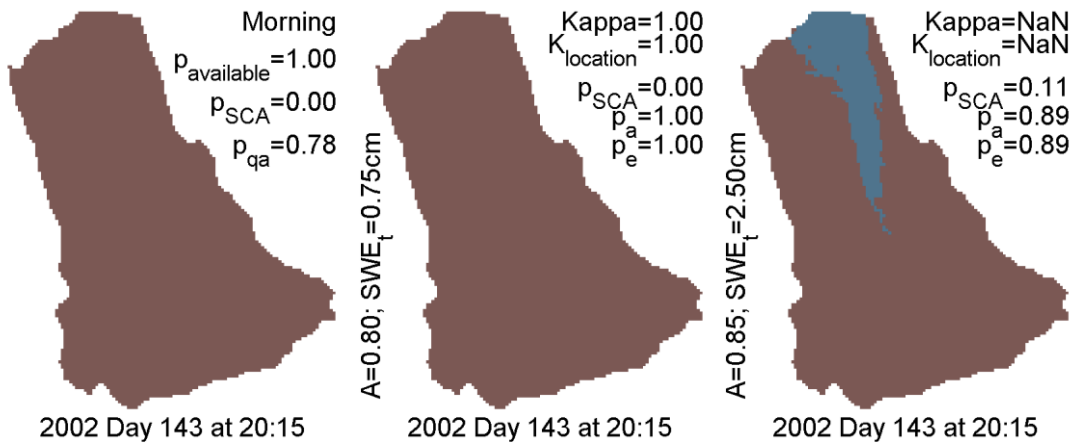 Morning
p_available=1.00
p_SCA=0.00
p_qa=0.78
2002 Day 143 at 20:15
A=0.80; SWE_t=0.75cm
Kappa=1.00
K_location=1.00
p_SCA=0.00
p_a=1.00
p_e=1.00
2002 Day 143 at 20:15
A=0.85; SWE_t=2.50cm
Kappa=NaN
K_location=NaN
p_SCA=0.11
p_a=0.89
p_e=0.89
2002 Day 143 at 20:15